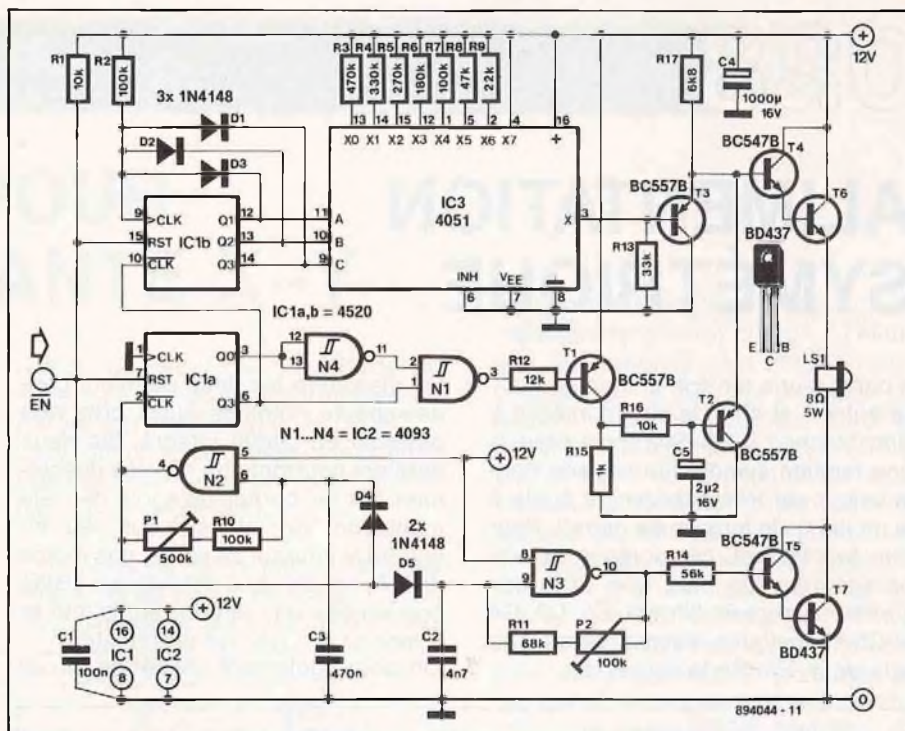 ALIMENTATION
SYMETRIQUE
R1
10k
R2
100k
3x 1N4148
D1
D2
D3
R3 R4 R5 R6 R7 R8 R9
470k 330k 270k 180k 100k 47k 22k
13 14 15 12 1 5 2 4 16
X0 X1 X2 X3 X4 X5 X6 X7 +
IC3
4051
11 A
10 B
9 C
X 3
INH VEE
6 7 8
9 CLK Q1 12
15 RST Q2 13
10 CLK Q3 14
IC1b
IC1a,b = 4520
1 CLK Q0 3
7 RST
2 CLK Q3 6
IC1a
IN
12
13
N4
11
2
1
N1
3
R12
12k
N1...N4 = IC2 = 4093
4 N2 5
6
P1
500k
R10
100k
D4
2x
1N4148
D5
12V
12V
C1
100n
16
IC1
8
14
IC2
7
C3
470n
C2
4n7
8
9
N3
10
R11
68k
P2
100k
R14
56k
T1
BC557B
R15
1k
R16
10k
C5
2µ2
16V
T2
BC557B
R13
33k
BC557B
T3
R17
6k8
C4
1000µ
16V
12V
BC547B
T4
T6
BD437
E B
C
LS1
8Ω
5W
BC547B
T5
T7
BD437
0
894044 - 11